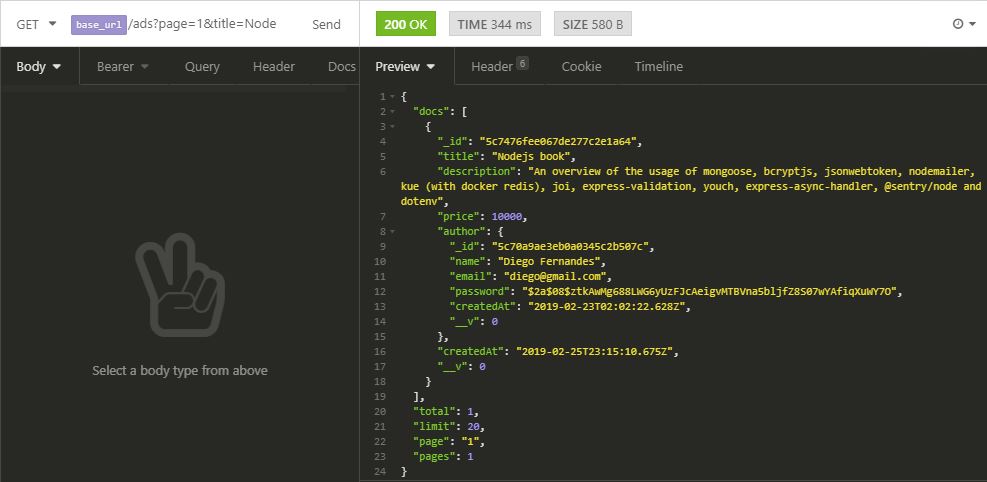 GET base_url/ads?page=1&title=Node Send 200 OK TIME 344 ms SIZE 580 B
Body Bearer Query Header Docs Preview Header 6 Cookie Timeline
1 {
2 "docs": [
3 {
4 "_id": "5c7476fee067de277c2e1a64",
5 "title": "Nodejs book",
6 "description": "An overview of the usage of mongoose, bcryptjs, jsonwebtoken, nodemailer,
kue (with docker redis), joi, express-validation, youch, express-async-handler, @sentry/node and
dotenv",
7 "price": 10000,
8 "author": {
9 "_id": "5c70a9ae3eb0a0345c2b507c",
10 "name": "Diego Fernandes",
11 "email": "diego@gmail.com",
12 "password": "$2a$08$ztkAwMg688LWG6yUzFJcAeigvMTBVna5bljfZ8S07wYAfiqXuWY7O",
13 "createdAt": "2019-02-23T02:02:22.628Z",
14 "__v": 0
15 },
16 "createdAt": "2019-02-25T23:15:10.675Z",
17 "__v": 0
18 }
19 ],
20 "total": 1,
21 "limit": 20,
22 "page": "1",
23 "pages": 1
24 }
Select a body type from above